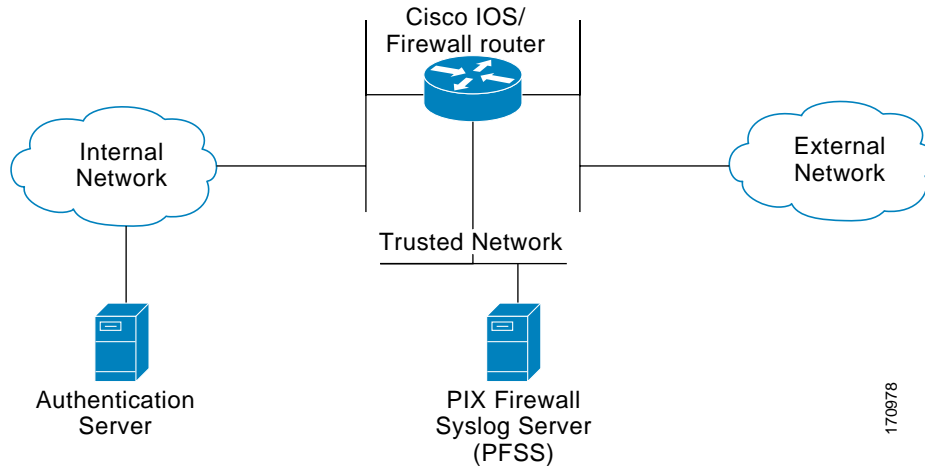 Cisco IOS/
Firewall router
Internal
Network
External
Network
Trusted Network
Authentication
Server
PIX Firewall
Syslog Server
(PFSS)
170978